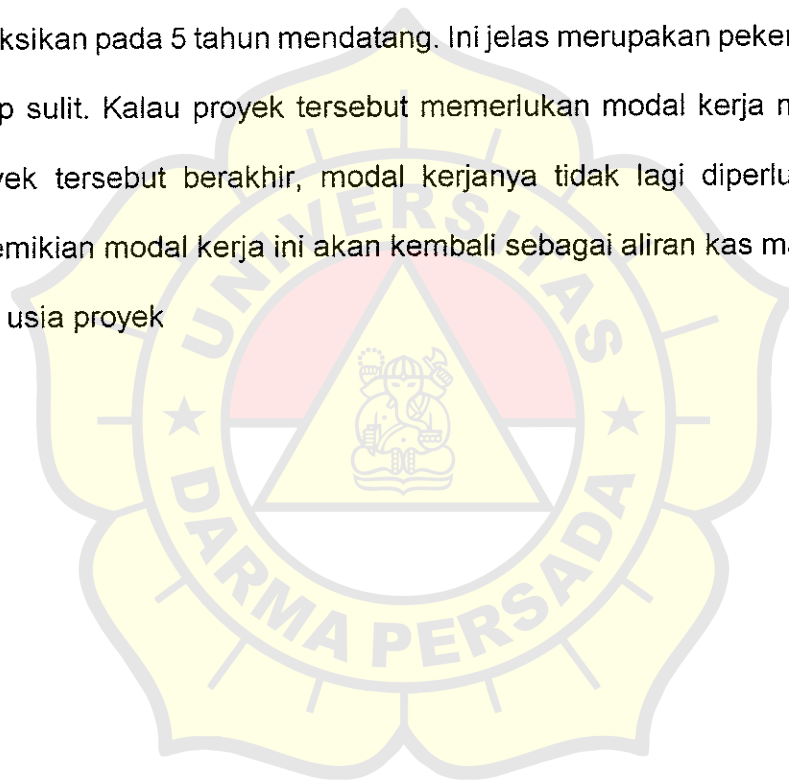 ksikan pada 5 tahun mendatang. Ini jelas merupakan peker
p sulit. Kalau proyek tersebut memerlukan modal kerja n
yek tersebut berakhir, modal kerjanya tidak lagi diperlu
emikian modal kerja ini akan kembali sebagai aliran kas ma
usia proyek
UNIVERSITAS
DARMA PERSADA